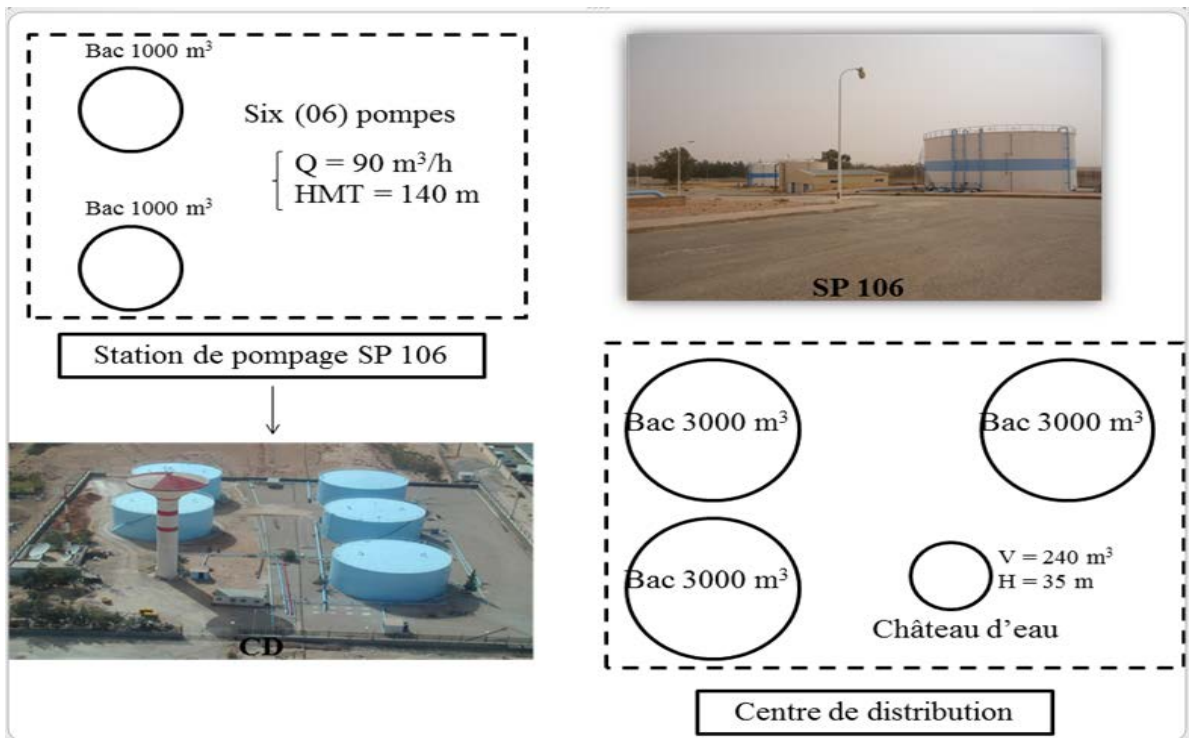 Bac 1000 m³
Six (06) pompes
Q = 90 m³/h
HMT = 140 m
Bac 1000 m³
Station de pompage SP 106
SP 106
CD
Bac 3000 m³
Bac 3000 m³
Bac 3000 m³
V = 240 m³
H = 35 m
Château d’eau
Centre de distribution